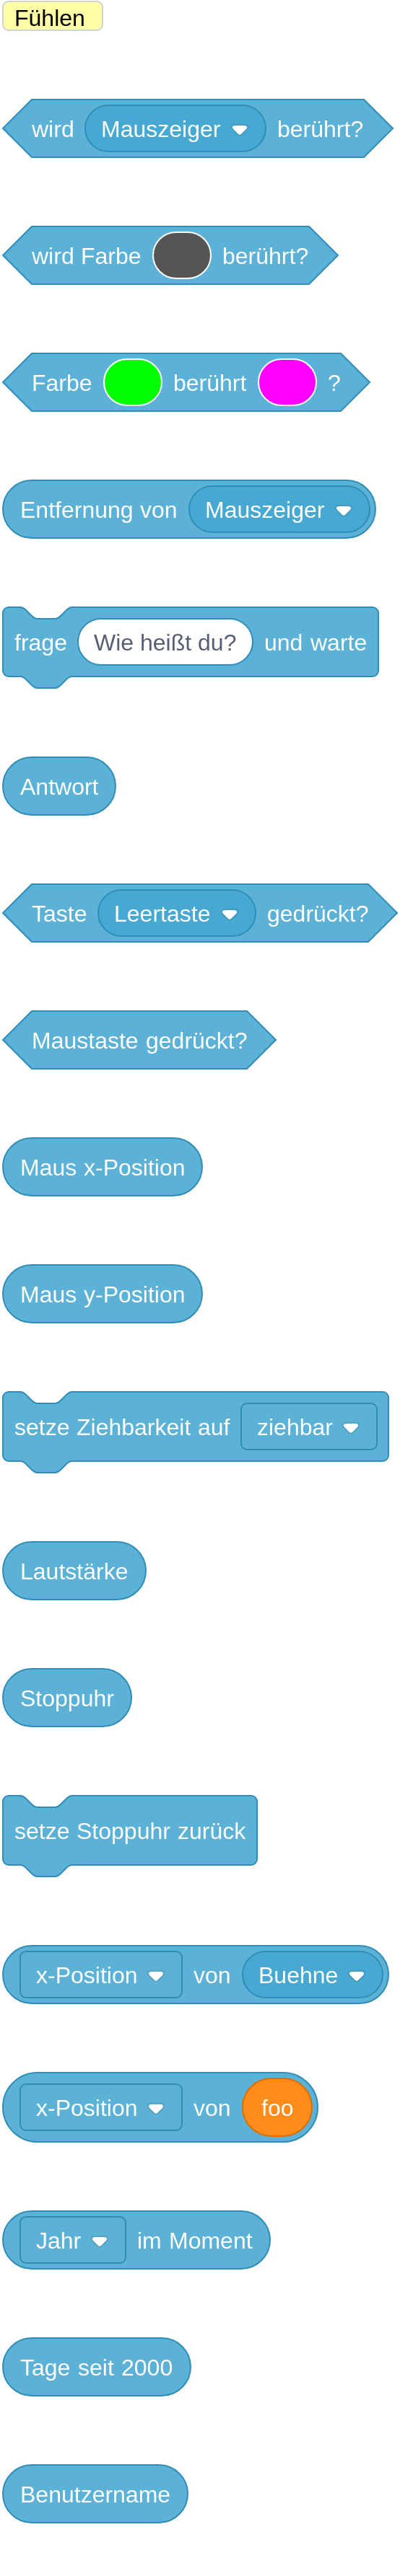 Fühlen
wird Mauszeiger berührt?
wird Farbe berührt?
Farbe berührt ?
Entfernung von Mauszeiger
frage Wie heißt du? und warte
Antwort
Taste Leertaste gedrückt?
Maustaste gedrückt?
Maus x-Position
Maus y-Position
setze Ziehbarkeit auf ziehbar
Lautstärke
Stoppuhr
setze Stoppuhr zurück
x-Position von Buehne
x-Position von foo
Jahr im Moment
Tage seit 2000
Benutzername